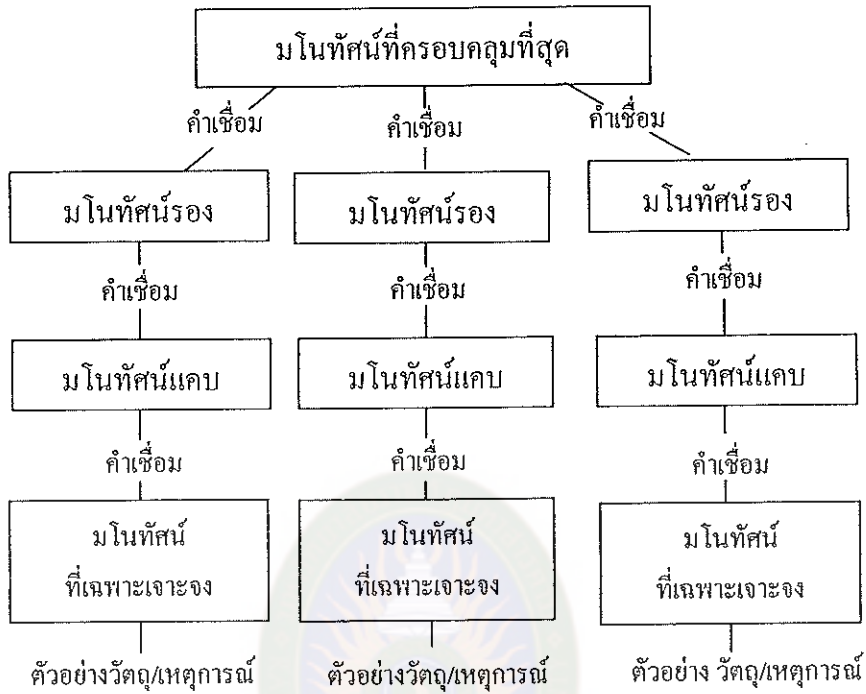 มโนทัศน์ที่ครอบคลุมที่สุด
คำเชื่อม คำเชื่อม คำเชื่อม
มโนทัศน์รอง มโนทัศน์รอง มโนทัศน์รอง
คำเชื่อม คำเชื่อม คำเชื่อม
มโนทัศน์แคบ มโนทัศน์แคบ มโนทัศน์แคบ
คำเชื่อม คำเชื่อม คำเชื่อม
มโนทัศน์ มโนทัศน์ มโนทัศน์
ที่เฉพาะเจาะจง ที่เฉพาะเจาะจง ที่เฉพาะเจาะจง
ตัวอย่างวัตถุ/เหตุการณ์ ตัวอย่างวัตถุ/เหตุการณ์ ตัวอย่าง วัตถุ/เหตุการณ์